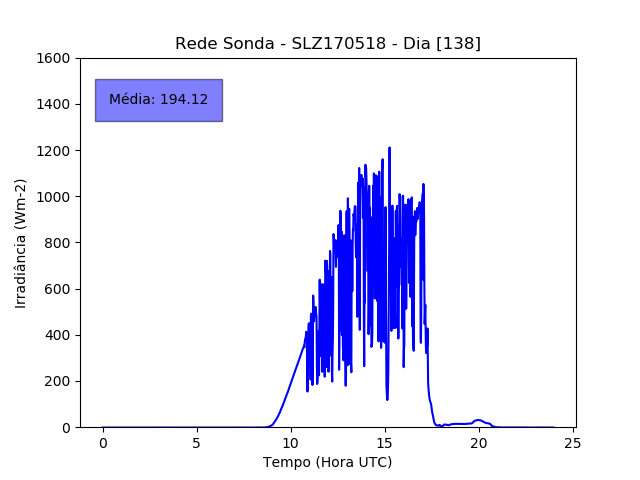 Rede Sonda - SLZ170518 - Dia [138]
Média: 194.12
Irradiância (Wm-2)
1600
1400
1200
1000
800
600
400
200
0
0 5 10 15 20 25
Tempo (Hora UTC)